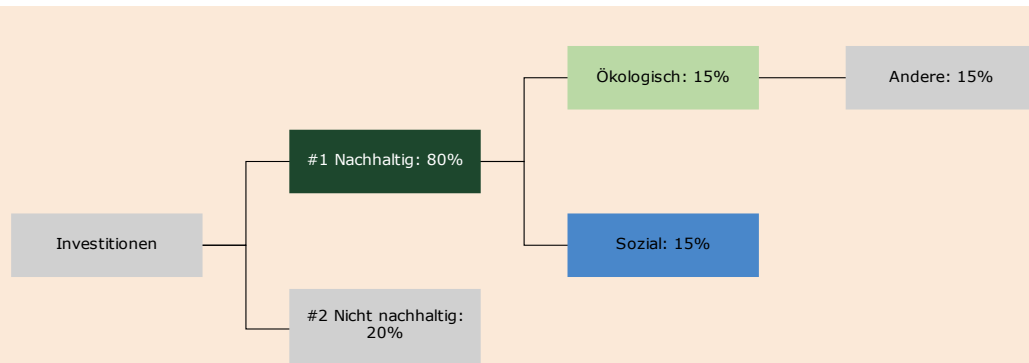 Ökologisch: 15%
Andere: 15%
#1 Nachhaltig: 80%
Investitionen
Sozial: 15%
#2 Nicht nachhaltig:
20%